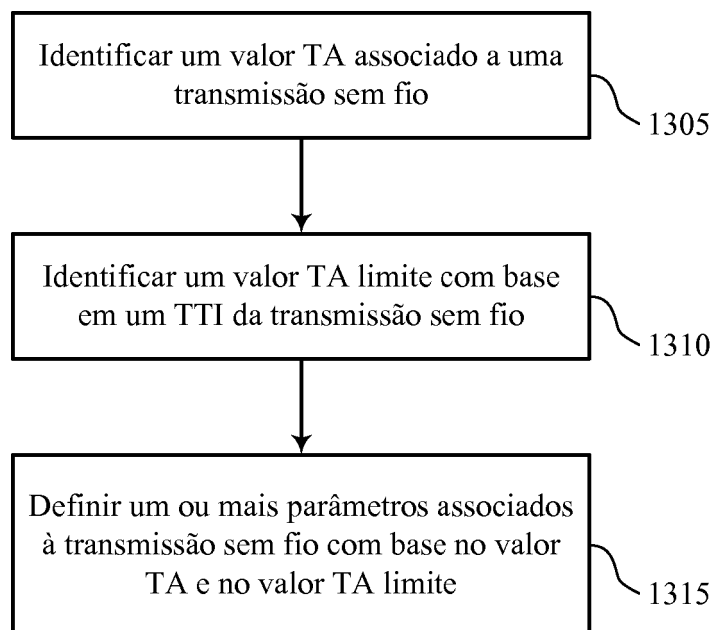 Identificar um valor TA associado a uma
transmissão sem fio
1305
Identificar um valor TA limite com base
em um TTI da transmissão sem fio
1310
Definir um ou mais parâmetros associados
à transmissão sem fio com base no valor
TA e no valor TA limite
1315